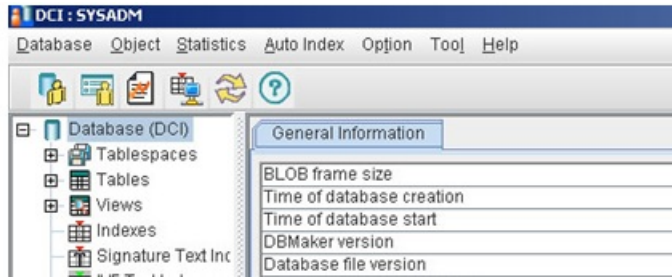 DCI : SYSADM
Database Object Statistics Auto Index Option Tool Help
Database (DCI)
Tablespaces
Tables
Views
Indexes
Signature Text Inc
General Information
BLOB frame size
Time of database creation
Time of database start
DBMaker version
Database file version